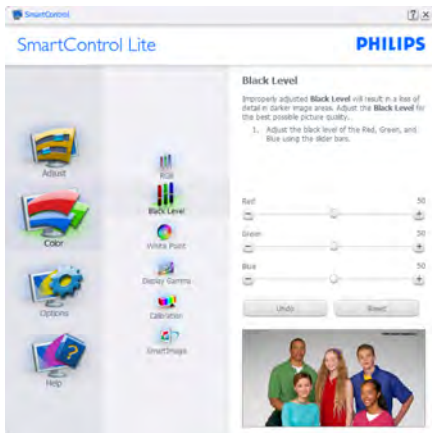 SmartControl
SmartControl Lite
PHILIPS
Adjust
Color
Options
Help
RGB
Black Level
White Point
Display Gamma
Calibration
SmartImage
Black Level
Improperly adjusted Black Level will result in a loss of
detail in darker image areas. Adjust the Black Level for
the best possible picture quality.
1. Adjust the black level of the Red, Green, and
Blue using the slider bars.
Red 50
Green 50
Blue 50
Undo Reset